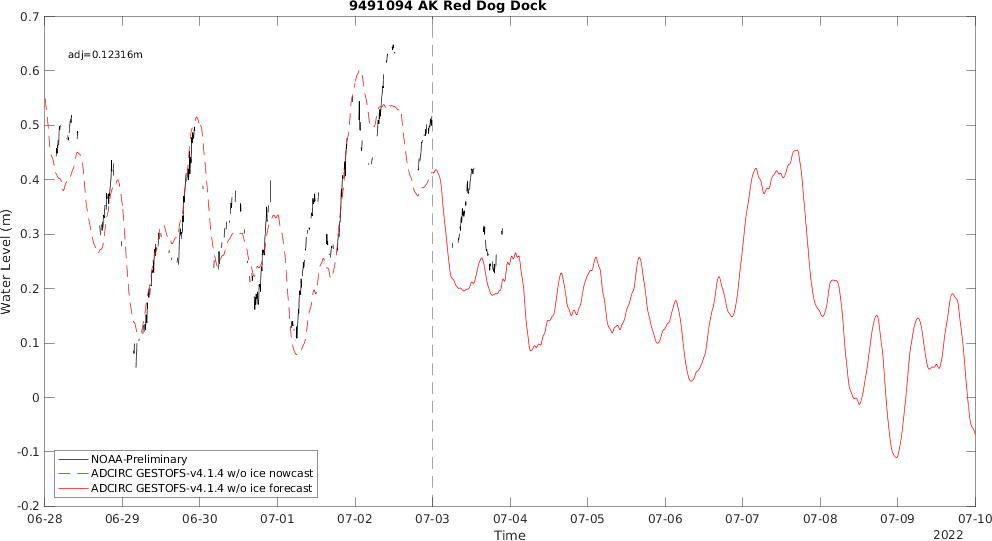 9491094 AK Red Dog Dock
adj=0.12316m
0.7
0.6
0.5
0.4
0.3
0.2
0.1
0
-0.1
-0.2
Water Level (m)
NOAA-Preliminary
ADCIRC GESTOFS-v4.1.4 w/o ice nowcast
ADCIRC GESTOFS-v4.1.4 w/o ice forecast
06-28 06-29 06-30 07-01 07-02 07-03 07-04 07-05 07-06 07-07 07-08 07-09 07-10
Time
2022